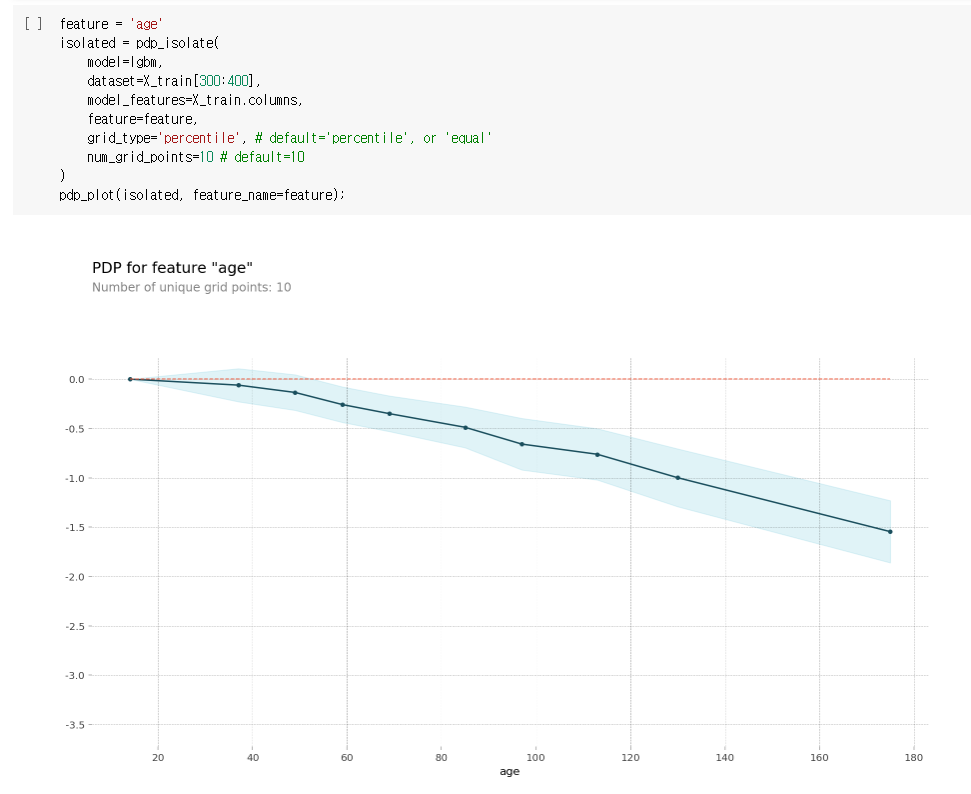 [ ] feature = 'age'
isolated = pdp_isolate(
model=lgbm,
dataset=X_train[300:400],
model_features=X_train.columns,
feature=feature,
grid_type='percentile', # default='percentile', or 'equal'
num_grid_points=10 # default=10
)
pdp_plot(isolated, feature_name=feature);
PDP for feature "age"
Number of unique grid points: 10
0.0
-0.5
-1.0
-1.5
-2.0
-2.5
-3.0
-3.5
20 40 60 80 100 120 140 160 180
age